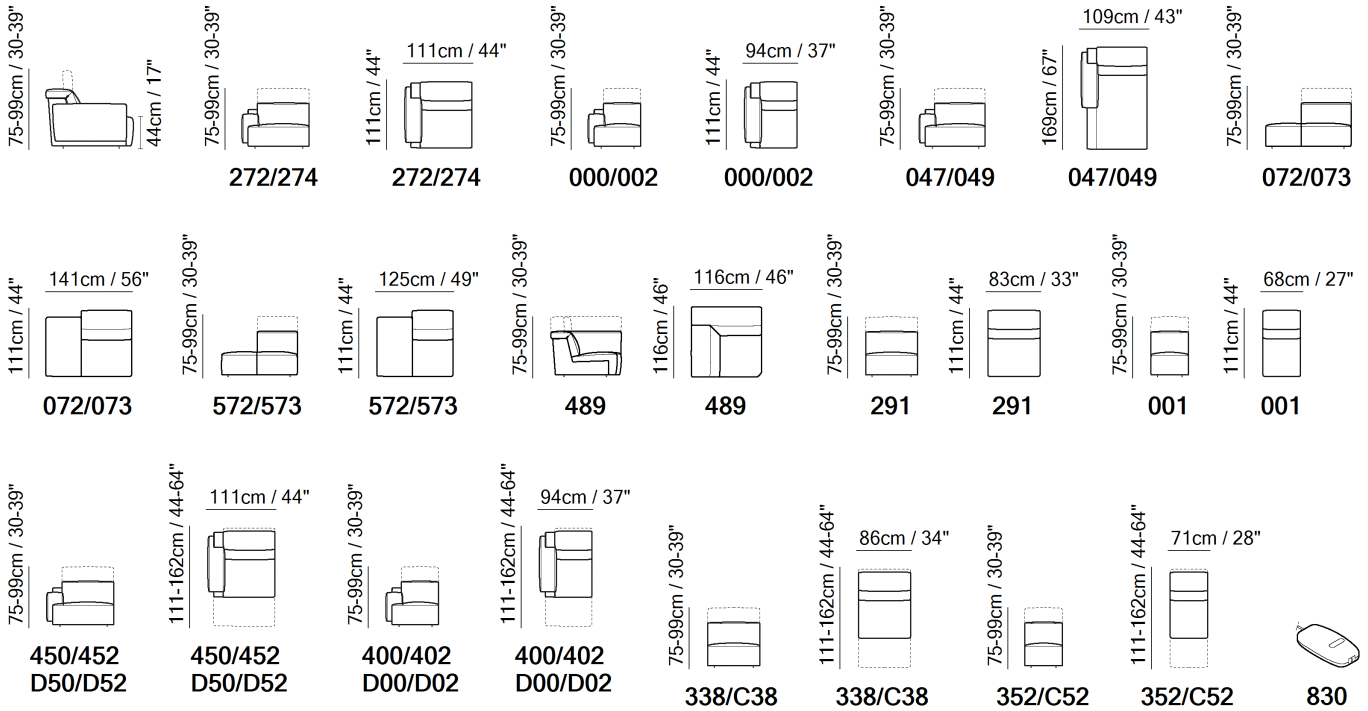 75-99cm / 30-39"
44cm / 17"
75-99cm / 30-39"
272/274
111cm / 44"
111cm / 44"
272/274
75-99cm / 30-39"
000/002
111cm / 44"
94cm / 37"
000/002
75-99cm / 30-39"
047/049
169cm / 67"
109cm / 43"
047/049
75-99cm / 30-39"
072/073
111cm / 44"
141cm / 56"
072/073
75-99cm / 30-39"
572/573
111cm / 44"
125cm / 49"
572/573
75-99cm / 30-39"
489
116cm / 46"
116cm / 46"
489
75-99cm / 30-39"
291
111cm / 44"
83cm / 33"
291
75-99cm / 30-39"
001
111cm / 44"
68cm / 27"
001
75-99cm / 30-39"
450/452
D50/D52
111-162cm / 44-64"
111cm / 44"
450/452
D50/D52
75-99cm / 30-39"
400/402
D00/D02
111-162cm / 44-64"
94cm / 37"
400/402
D00/D02
75-99cm / 30-39"
338/C38
111-162cm / 44-64"
86cm / 34"
338/C38
75-99cm / 30-39"
352/C52
111-162cm / 44-64"
71cm / 28"
352/C52
830